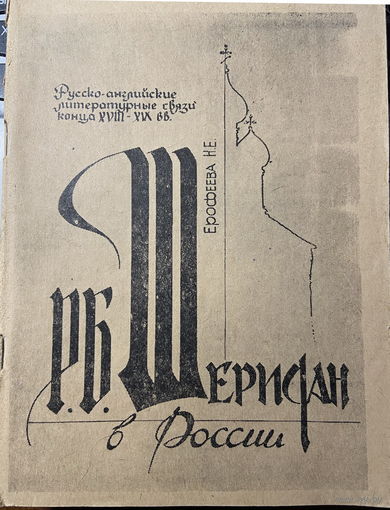 Русско-английские
литературные связи
конца XVIII-XIX вв.
Ерофеева Н.Е.
Р.Б. Шеридан
в России